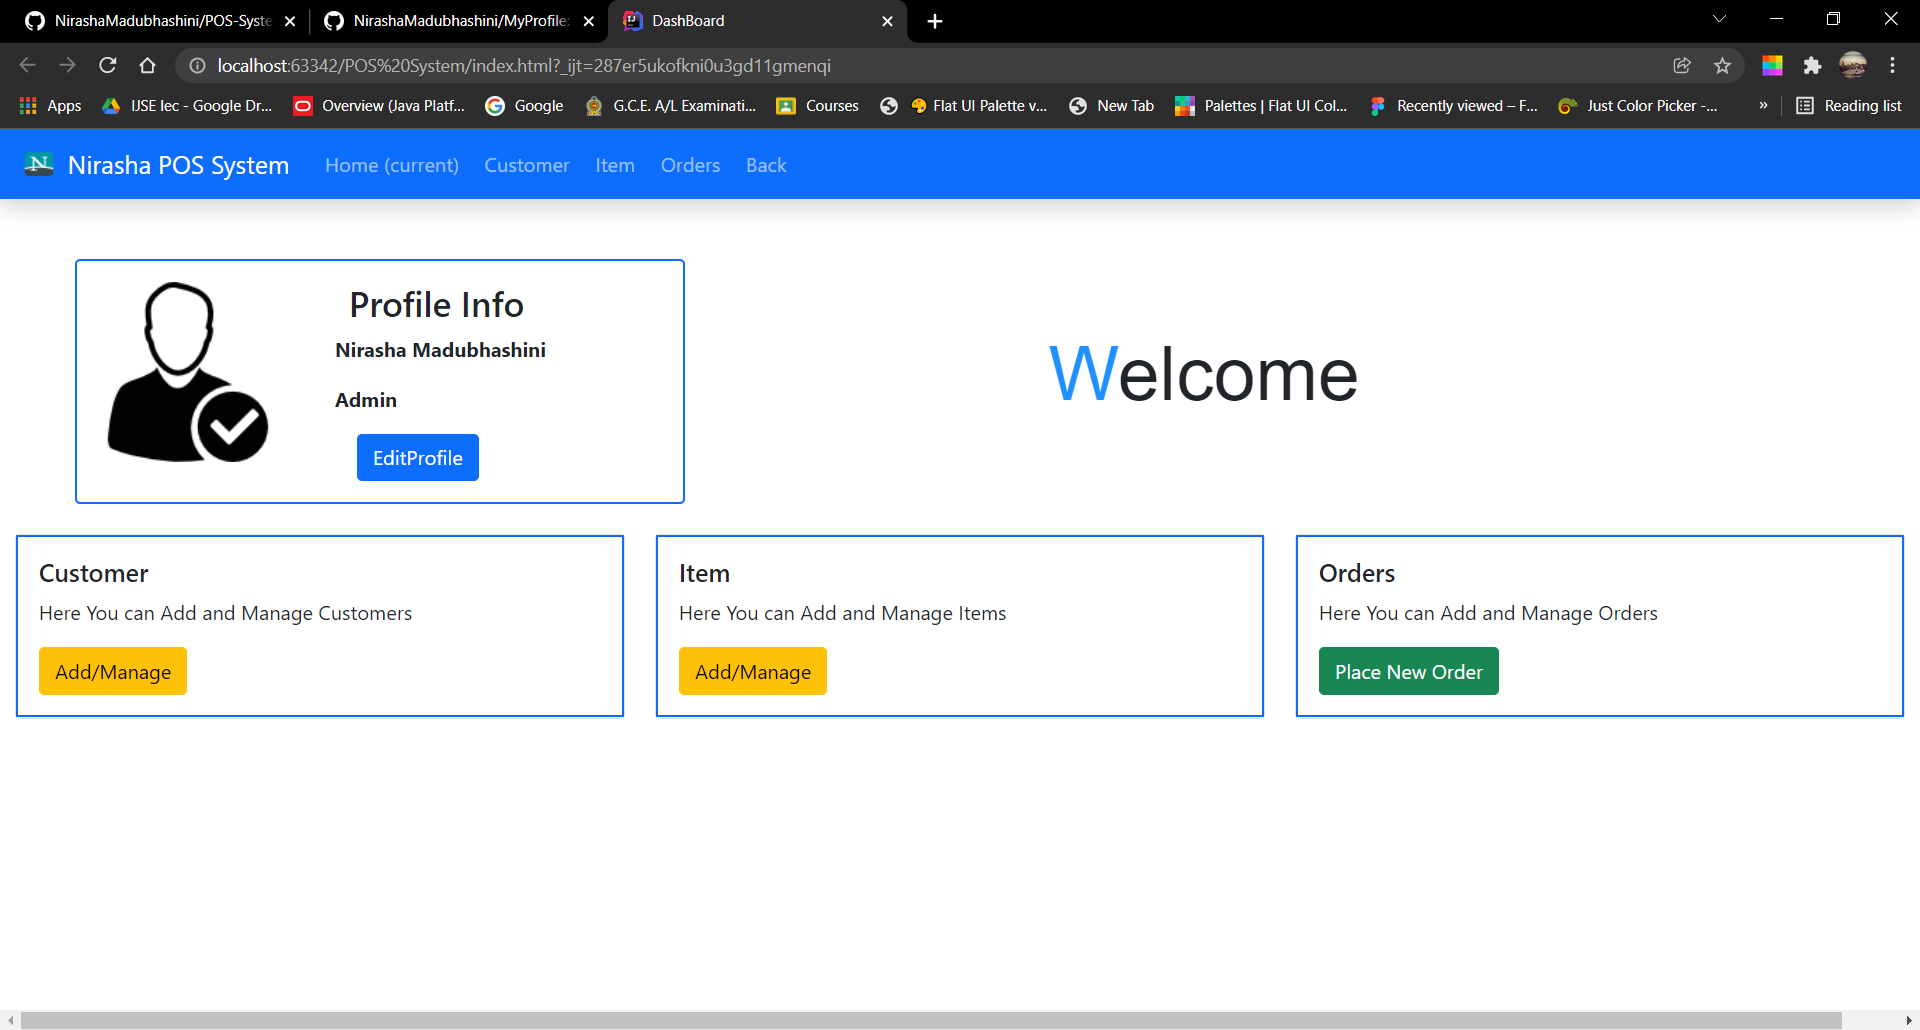 NirashaMadubhashini/POS-Syste
NirashaMadubhashini/MyProfile:
DashBoard
localhost:63342/POS%20System/index.html?_ijt=287er5ukofkni0u3gd11gmenqi
Apps
IJSE lec - Google Dr...
Overview (Java Platf...
Google
G.C.E. A/L Examinati...
Courses
Flat UI Palette v...
New Tab
Palettes | Flat UI Col...
Recently viewed – F...
Just Color Picker -...
»
Reading list
N
Nirasha POS System
Home (current)
Customer
Item
Orders
Back
Profile Info
Nirasha Madubhashini
Admin
EditProfile
Welcome
Customer
Here You can Add and Manage Customers
Add/Manage
Item
Here You can Add and Manage Items
Add/Manage
Orders
Here You can Add and Manage Orders
Place New Order